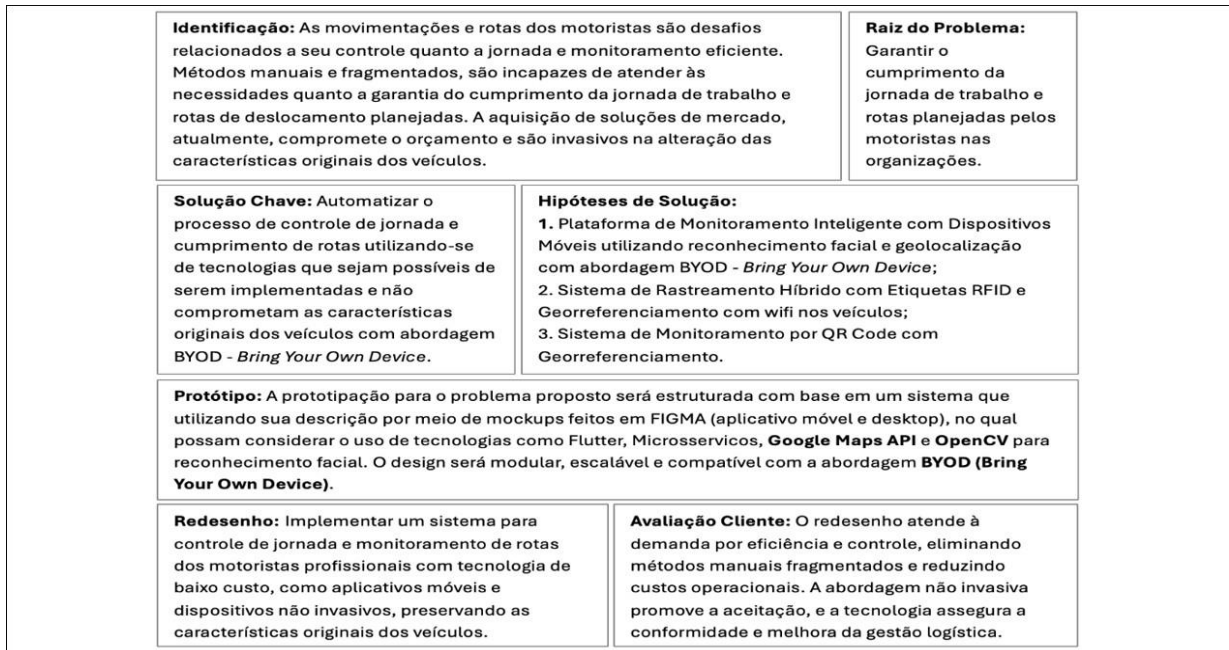 Identificação: As movimentações e rotas dos motoristas são desafios
relacionados a seu controle quanto a jornada e monitoramento eficiente.
Métodos manuais e fragmentados, são incapazes de atender às
necessidades quanto a garantia do cumprimento da jornada de trabalho e
rotas de deslocamento planejadas. A aquisição de soluções de mercado,
atualmente, compromete o orçamento e são invasivos na alteração das
características originais dos veículos.
Raiz do Problema:
Garantir o
cumprimento da
jornada de trabalho e
rotas planejadas pelos
motoristas nas
organizações.
Solução Chave: Automatizar o
processo de controle de jornada e
cumprimento de rotas utilizando-se
de tecnologias que sejam possíveis de
serem implementadas e não
comprometam as características
originais dos veículos com abordagem
BYOD - Bring Your Own Device.
Hipóteses de Solução:
1. Plataforma de Monitoramento Inteligente com Dispositivos
Móveis utilizando reconhecimento facial e geolocalização
com abordagem BYOD - Bring Your Own Device;
2. Sistema de Rastreamento Híbrido com Etiquetas RFID e
Georreferenciamento com wifi nos veículos;
3. Sistema de Monitoramento por QR Code com
Georreferenciamento.
Protótipo: A prototipação para o problema proposto será estruturada com base em um sistema que
utilizando sua descrição por meio de mockups feitos em FIGMA (aplicativo móvel e desktop), no qual
possam considerar o uso de tecnologias como Flutter, Microsservicos, Google Maps API e OpenCV para
reconhecimento facial. O design será modular, escalável e compatível com a abordagem BYOD (Bring
Your Own Device).
Redesenho: Implementar um sistema para
controle de jornada e monitoramento de rotas
dos motoristas profissionais com tecnologia de
baixo custo, como aplicativos móveis e
dispositivos não invasivos, preservando as
características originais dos veículos.
Avaliação Cliente: O redesenho atende à
demanda por eficiência e controle, eliminando
métodos manuais fragmentados e reduzindo
custos operacionais. A abordagem não invasiva
promove a aceitação, e a tecnologia assegura a
conformidade e melhora da gestão logística.